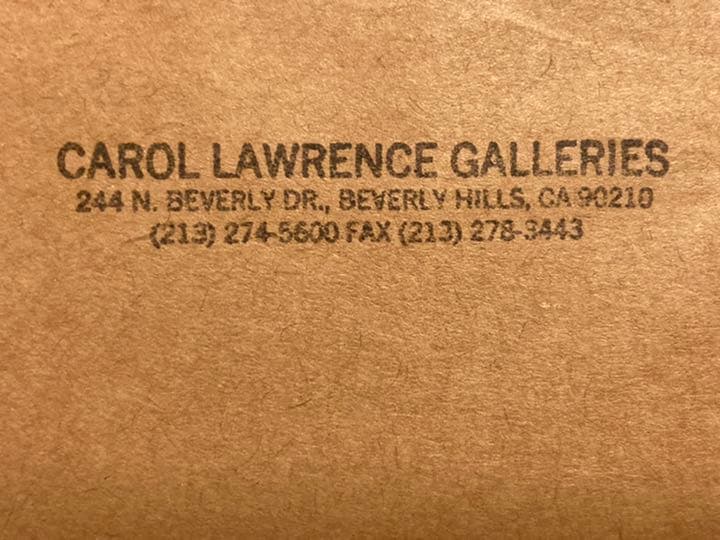 CAROL LAWRENCE GALLERIES
244 N. BEVERLY DR., BEVERLY HILLS, CA 90210
(213) 274-5600 FAX (213) 278-3443